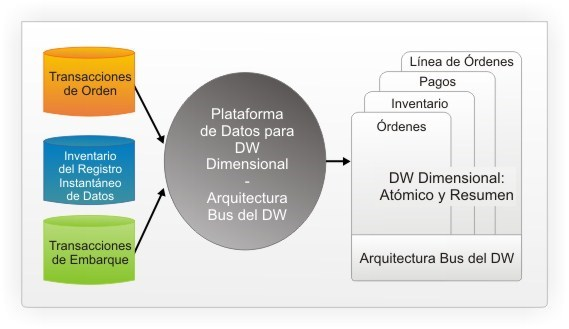 Transacciones
de Orden
Inventario
del Registro
Instantáneo
de Datos
Transacciones
de Embarque
Plataforma
de Datos para
DW
Dimensional
-
Arquitectura
Bus del DW
Línea de Órdenes
Pagos
Inventario
Órdenes
DW Dimensional:
Atómico y Resumen
Arquitectura Bus del DW